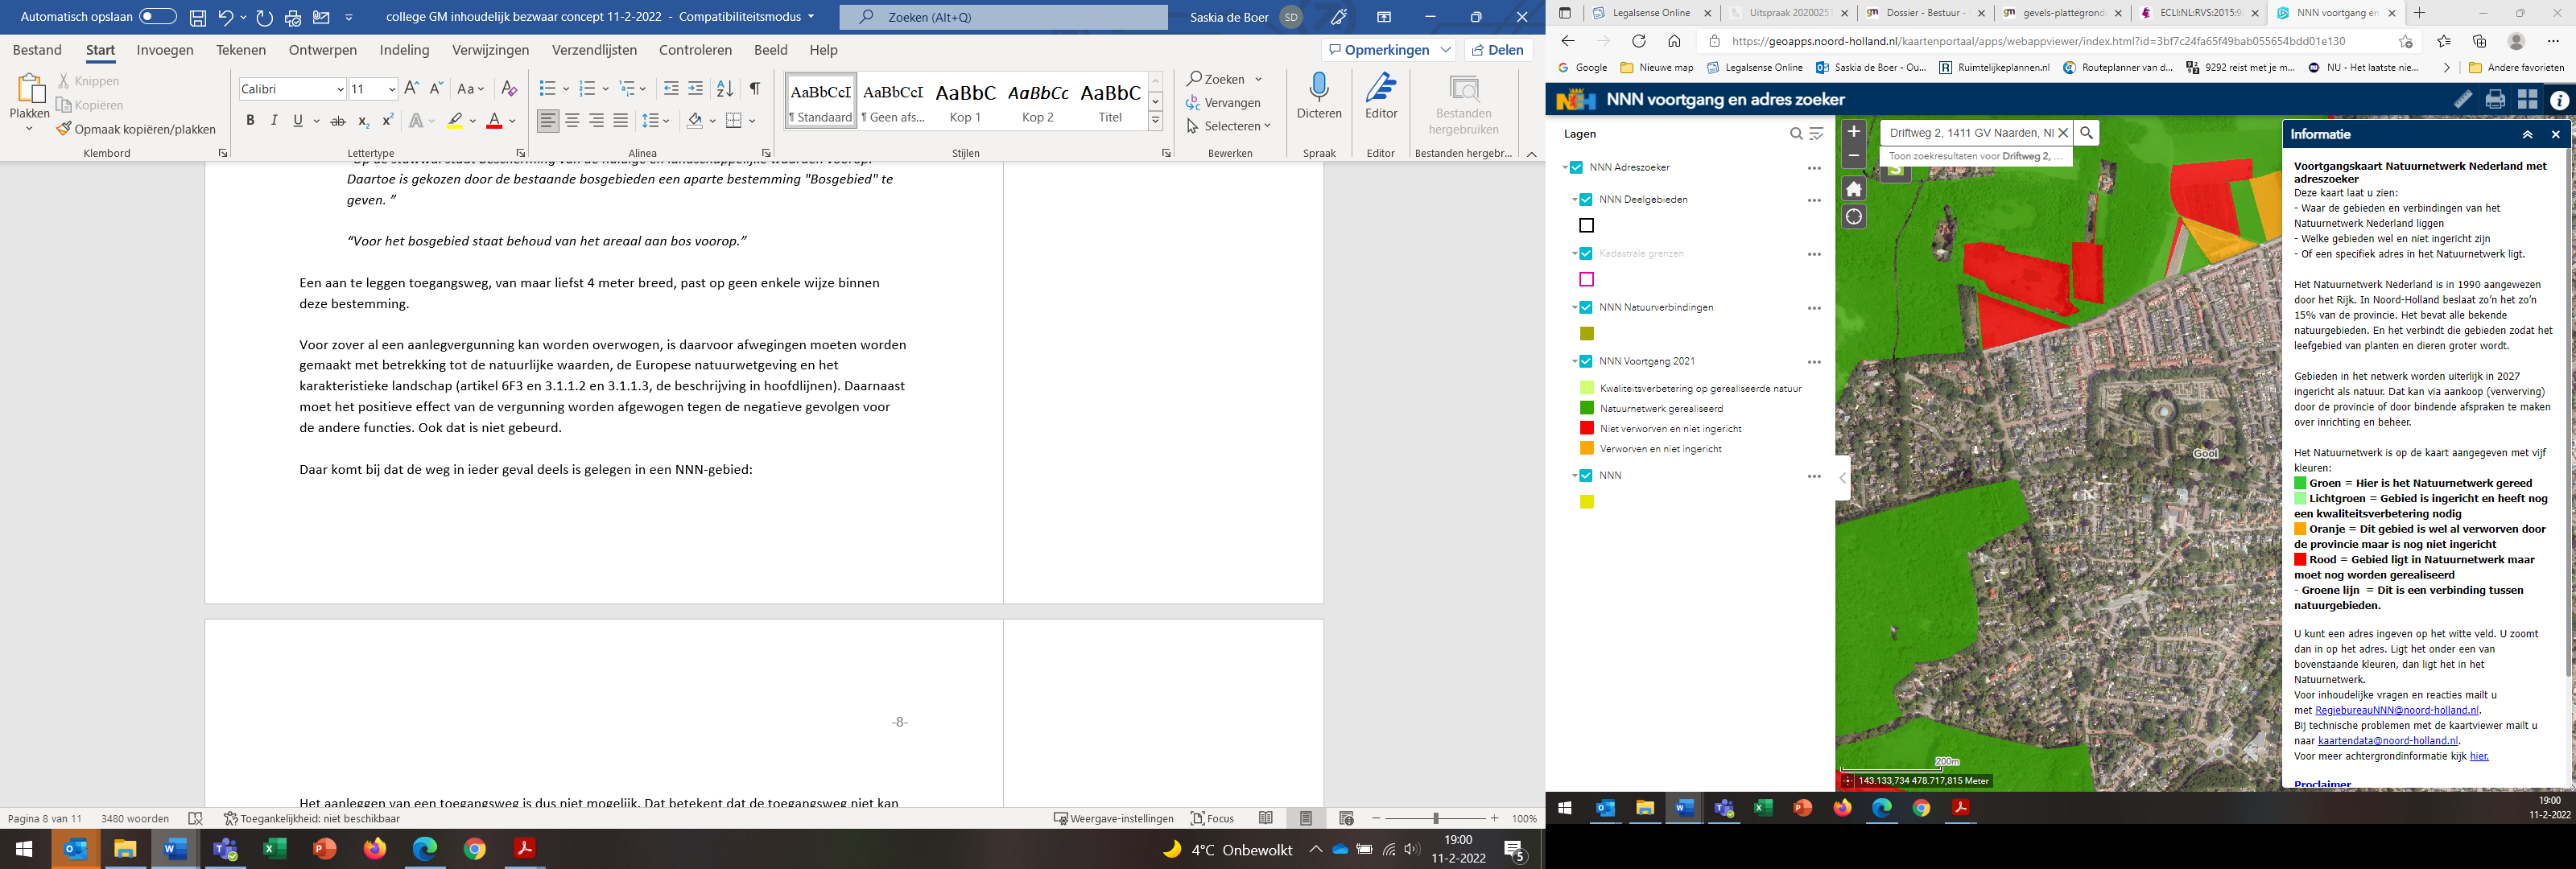 Automatisch opslaan
college GM inhoudelijk bezwaar concept 11-2-2022 - Compatibiliteitsmodus
Zoeken (Alt+Q)
Saskia de Boer SD
Bestand Start Invoegen Tekenen Ontwerpen Indeling Verwijzingen Verzendlijsten Controleren Beeld Help
Opmerkingen Delen
Plakken
Knippen
Kopiëren
Opmaak kopiëren/plakken
Klembord
Calibri 11
Lettertype
Alinea
AaBbCcI AaBbCcI AaBbC AaBbCc AaBbC
¶ Standaard ¶ Geen afs... Kop 1 Kop 2 Titel
Stijlen
Zoeken
Vervangen
Selecteren
Bewerken
Dicteren
Spraak
Editor
Editor
Bestanden
hergebruiken
Bestanden hergebr...
Daartoe is gekozen door de bestaande bosgebieden een aparte bestemming "Bosgebied" te
geven. ”
“Voor het bosgebied staat behoud van het areaal aan bos voorop.”
Een aan te leggen toegangsweg, van maar liefst 4 meter breed, past op geen enkele wijze binnen
deze bestemming.
Voor zover al een aanlegvergunning kan worden overwogen, is daarvoor afwegingen moeten worden
gemaakt met betrekking tot de natuurlijke waarden, de Europese natuurwetgeving en het
karakteristieke landschap (artikel 6F3 en 3.1.1.2 en 3.1.1.3, de beschrijving in hoofdlijnen). Daarnaast
moet het positieve effect van de vergunning worden afgewogen tegen de negatieve gevolgen voor
de andere functies. Ook dat is niet gebeurd.
Daar komt bij dat de weg in ieder geval deels is gelegen in een NNN-gebied:
-8-
Het aanleggen van een toegangsweg is dus niet mogelijk. Dat betekent dat de toegangsweg niet kan
Pagina 8 van 11 3480 woorden Toegankelijkheid: niet beschikbaar
Weergave-instellingen Focus 100%
4°C Onbewolkt
19:00
11-2-2022
5
Legalsense Online
Uitspraak 2020025
Dossier - Bestuur -
gevels-plattegrond
ECLI:NL:RVS:2015:9
NNN voortgang en
https://geoapps.noord-holland.nl/kaartenportaal/apps/webappviewer/index.html?id=3bf7c24fa65f49bab055654bdd01e130
Google Nieuwe map Legalsense Online Saskia de Boer - Ou... Ruimtelijkeplannen.nl Routeplanner van d... 9292 reist met je m... NU - Het laatste nie... Andere favorieten
NNN voortgang en adres zoeker
Lagen
NNN Adreszoeker
NNN Deelgebieden
Kadastrale grenzen
NNN Natuurverbindingen
NNN Voortgang 2021
Kwaliteitsverbetering op gerealiseerde natuur
Natuurnetwerk gerealiseerd
Niet verworven en niet ingericht
Verworven en niet ingericht
NNN
Driftweg 2, 1411 GV Naarden, Nl
Toon zoekresultaten voor Driftweg 2, ...
Gooi
200m
143.133,734 478.717,815 Meter
Informatie
Voortgangskaart Natuurnetwerk Nederland met
adreszoeker
Deze kaart laat u zien:
- Waar de gebieden en verbindingen van het
Natuurnetwerk Nederland liggen
- Welke gebieden wel en niet ingericht zijn
- Of een specifiek adres in het Natuurnetwerk ligt.
Het Natuurnetwerk Nederland is in 1990 aangewezen
door het Rijk. In Noord-Holland beslaat zo'n het zo'n
15% van de provincie. Het bevat alle bekende
natuurgebieden. En het verbindt die gebieden zodat het
leefgebied van planten en dieren groter wordt.
Gebieden in het netwerk worden uiterlijk in 2027
ingericht als natuur. Dat kan via aankoop (verwerving)
door de provincie of door bindende afspraken te maken
over inrichting en beheer.
Het Natuurnetwerk is op de kaart aangegeven met vijf
kleuren:
Groen = Hier is het Natuurnetwerk gereed
Lichtgroen = Gebied is ingericht en heeft nog
een kwaliteitsverbetering nodig
Oranje = Dit gebied is wel al verworven door
de provincie maar is nog niet ingericht
Rood = Gebied ligt in Natuurnetwerk maar
moet nog worden gerealiseerd
- Groene lijn = Dit is een verbinding tussen
natuurgebieden.
U kunt een adres ingeven op het witte veld. U zoomt
dan in op het adres. Ligt het onder een van
bovenstaande kleuren, dan ligt het in het
Natuurnetwerk.
Voor inhoudelijke vragen en reacties mailt u
met RegiebureauNNN@noord-holland.nl.
Bij technische problemen met de kaartviewer mailt u
naar kaartendata@noord-holland.nl.
Voor meer achtergrondinformatie kijk hier.
Proclaimer
19:00
11-2-2022